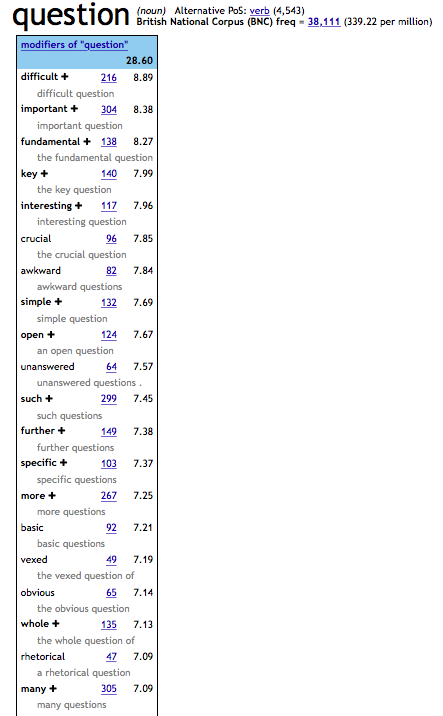 question (noun) Alternative PoS: verb (4,543)
British National Corpus (BNC) freq = 38,111 (339.22 per million)
modifiers of "question"
28.60
difficult + 216 8.89
difficult question
important + 304 8.38
important question
fundamental + 138 8.27
the fundamental question
key + 140 7.99
the key question
interesting + 117 7.96
interesting question
crucial 96 7.85
the crucial question
awkward 82 7.84
awkward questions
simple + 132 7.69
simple question
open + 124 7.67
an open question
unanswered 64 7.57
unanswered questions .
such + 299 7.45
such questions
further + 149 7.38
further questions
specific + 103 7.37
specific questions
more + 267 7.25
more questions
basic 92 7.21
basic questions
vexed 49 7.19
the vexed question of
obvious 65 7.14
the obvious question
whole + 135 7.13
the whole question of
rhetorical 47 7.09
a rhetorical question
many + 305 7.09
many questions